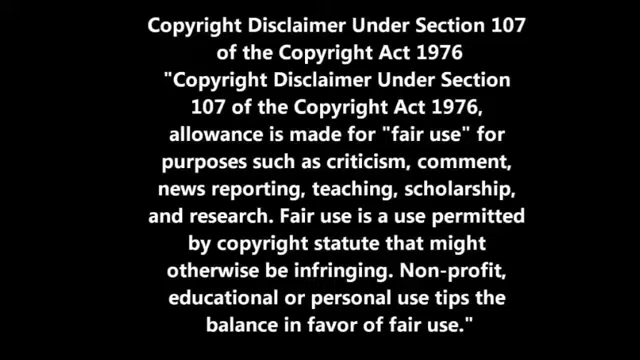 Copyright Disclaimer Under Section 107
of the Copyright Act 1976
"Copyright Disclaimer Under Section
107 of the Copyright Act 1976,
allowance is made for "fair use" for
purposes such as criticism, comment,
news reporting, teaching, scholarship,
and research. Fair use is a use permitted
by copyright statute that might
otherwise be infringing. Non-profit,
educational or personal use tips the
balance in favor of fair use."